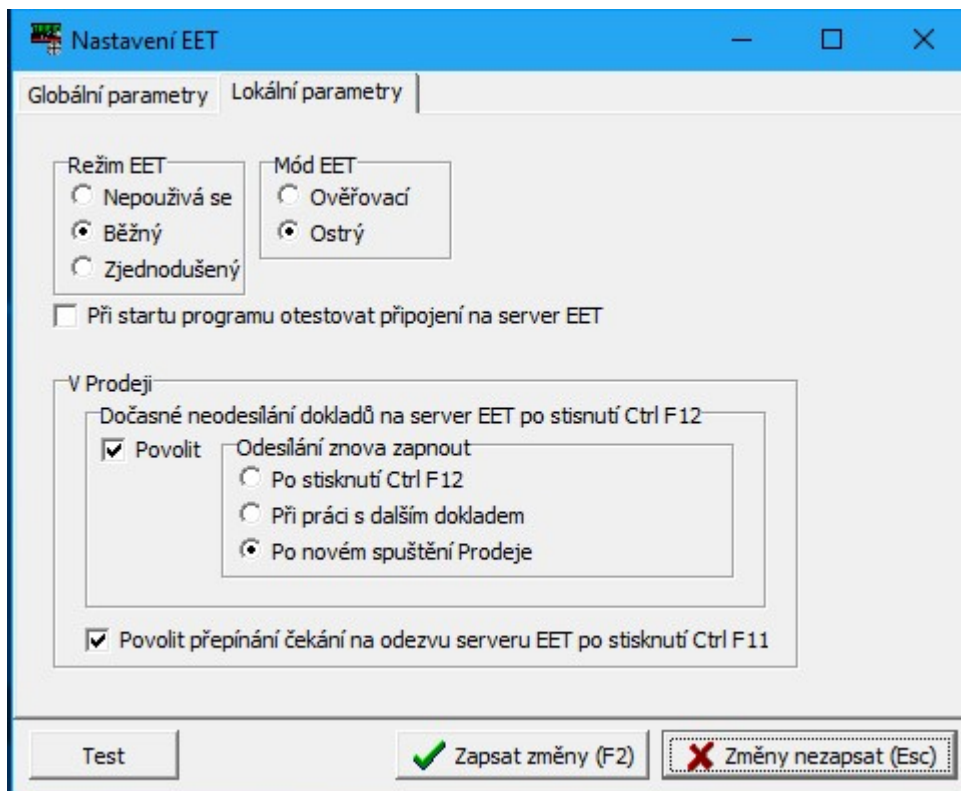 Nastavení EET
Globální parametry Lokální parametry
Režim EET Mód EET
Nepouživá se Ověřovací
Běžný Ostrý
Zjednodušený
Při startu programu otestovat připojení na server EET
V Prodeji
Dočasné neodesílání dokladů na server EET po stisnutí Ctrl F12
Povolit Odesílání znova zapnout
Po stisknutí Ctrl F12
Při práci s dalším dokladem
Po novém spuštění Prodeje
Povolit přepínání čekání na odezvu serveru EET po stisknutí Ctrl F11
Test Zapsat změny (F2) Změny nezapsat (Esc)